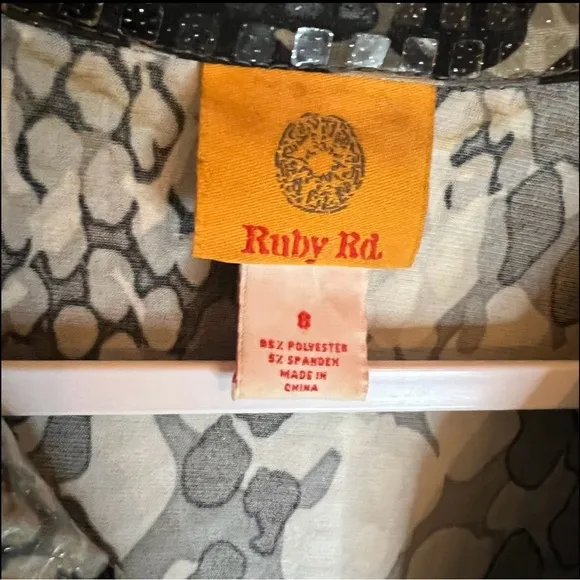 Ruby Rd.
8
95% POLYESTER
5% SPANDEX
MADE IN
CHINA